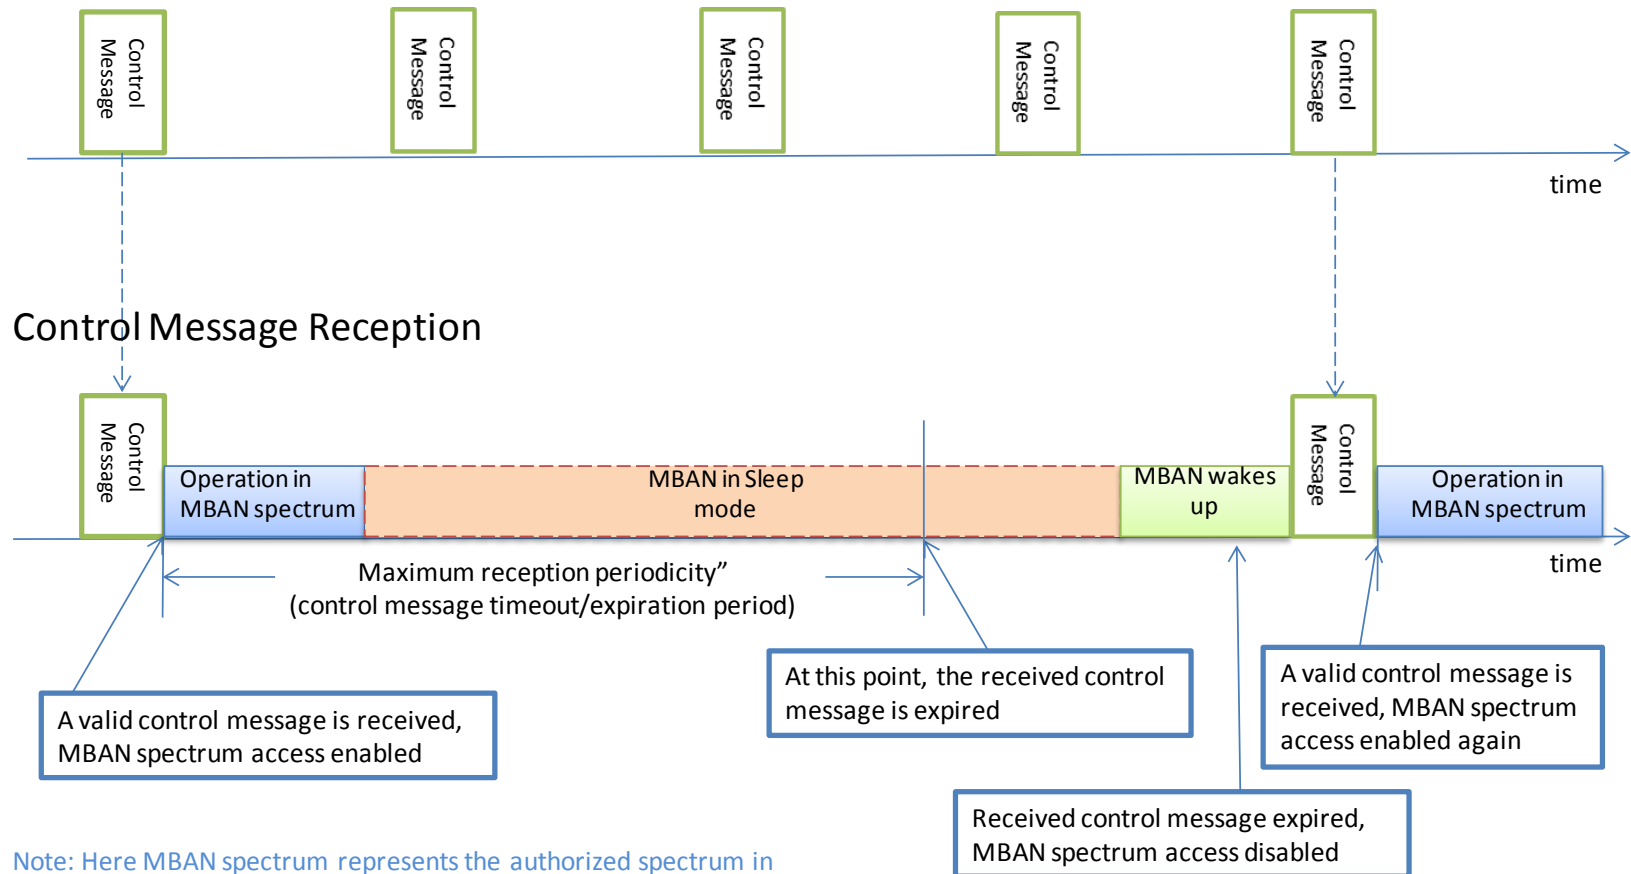 Control
Message
Control
Message
Control
Message
Control
Message
Control
Message
time
Control Message Reception
Control
Message
Operation in
MBAN spectrum
MBAN in Sleep
mode
MBAN wakes
up
Control
Message
Operation in
MBAN spectrum
time
Maximum reception periodicity”
(control message timeout/expiration period)
A valid control message is received,
MBAN spectrum access enabled
At this point, the received control
message is expired
A valid control message is
received, MBAN spectrum
access enabled again
Received control message expired,
MBAN spectrum access disabled
Note: Here MBAN spectrum represents the authorized spectrum in